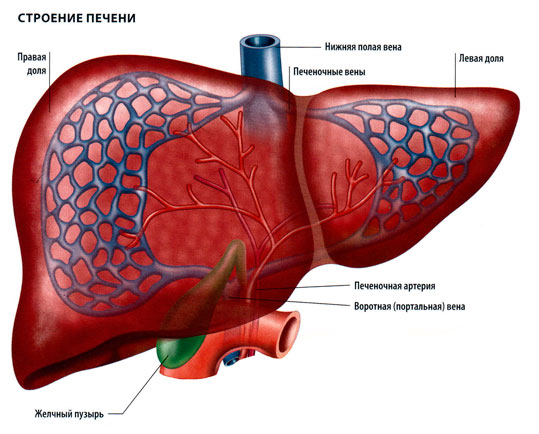 СТРОЕНИЕ ПЕЧЕНИ
Нижняя полая вена
Правая
доля
Печеночные вены
Левая доля
Печеночная артерия
Воротная (портальная) вена
Желчный пузырь